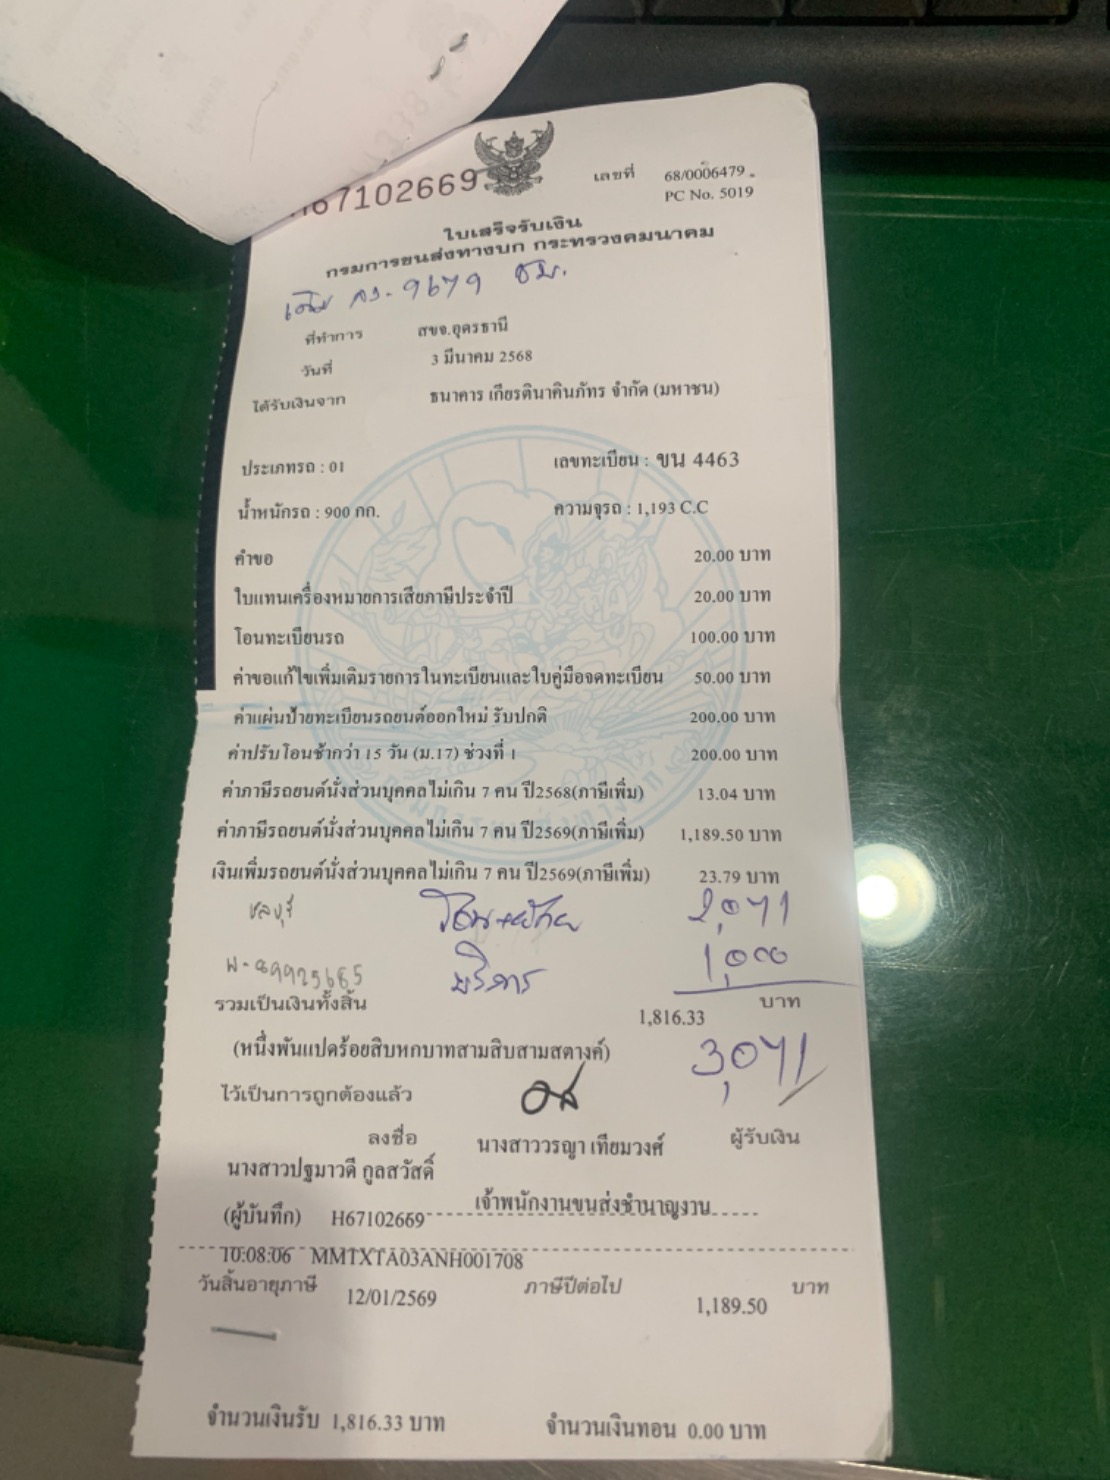 67102669
เลขที่ 68/0006479
PC No. 5019
ใบเสร็จรับเงิน
กรมการขนส่งทางบก กระทรวงคมนาคม
9679 ชบ.
ที่ทำการ สขจ.อุดรธานี
วันที่ 3 มีนาคม 2568
ได้รับเงินจาก ธนาคาร เกียรตินาคินภัทร จำกัด (มหาชน)
ประเภทรถ : 01 เลขทะเบียน : ขน 4463
น้ำหนักรถ : 900 กก. ความจุรถ : 1,193 C.C
คำขอ 20.00 บาท
ใบแทนเครื่องหมายการเสียภาษีประจำปี 20.00 บาท
โอนทะเบียนรถ 100.00 บาท
ค่าขอแก้ไขเพิ่มเติมรายการในทะเบียนและใบคู่มือจดทะเบียน 50.00 บาท
ค่าแผ่นป้ายทะเบียนรถยนต์ออกใหม่ รับปกติ 200.00 บาท
ค่าปรับโอนช้ากว่า 15 วัน (ม.17) ช่วงที่ 1 200.00 บาท
ค่าภาษีรถยนต์นั่งส่วนบุคคลไม่เกิน 7 คน ปี2568(ภาษีเพิ่ม) 13.04 บาท
ค่าภาษีรถยนต์นั่งส่วนบุคคลไม่เกิน 7 คน ปี2569(ภาษีเพิ่ม) 1,189.50 บาท
เงินเพิ่มรถยนต์นั่งส่วนบุคคลไม่เกิน 7 คน ปี2569(ภาษีเพิ่ม) 23.79 บาท
ชลบุรี 2,071
บริการ 1,000
รวมเป็นเงินทั้งสิ้น 1,816.33 บาท
(หนึ่งพันแปดร้อยสิบหกบาทสามสิบสามสตางค์) 3,071
ไว้เป็นการถูกต้องแล้ว
ลงชื่อ นางสาววรญา เทียมวงศ์ ผู้รับเงิน
นางสาวปฐมาวดี กูลสวัสดิ์
เจ้าพนักงานขนส่งชำนาญงาน
(ผู้บันทึก) H67102669
10:08:06 MMTXTA03ANH001708
วันสิ้นอายุภาษี 12/01/2569 ภาษีปีต่อไป 1,189.50 บาท
จำนวนเงินรับ 1,816.33 บาท จำนวนเงินทอน 0.00 บาท